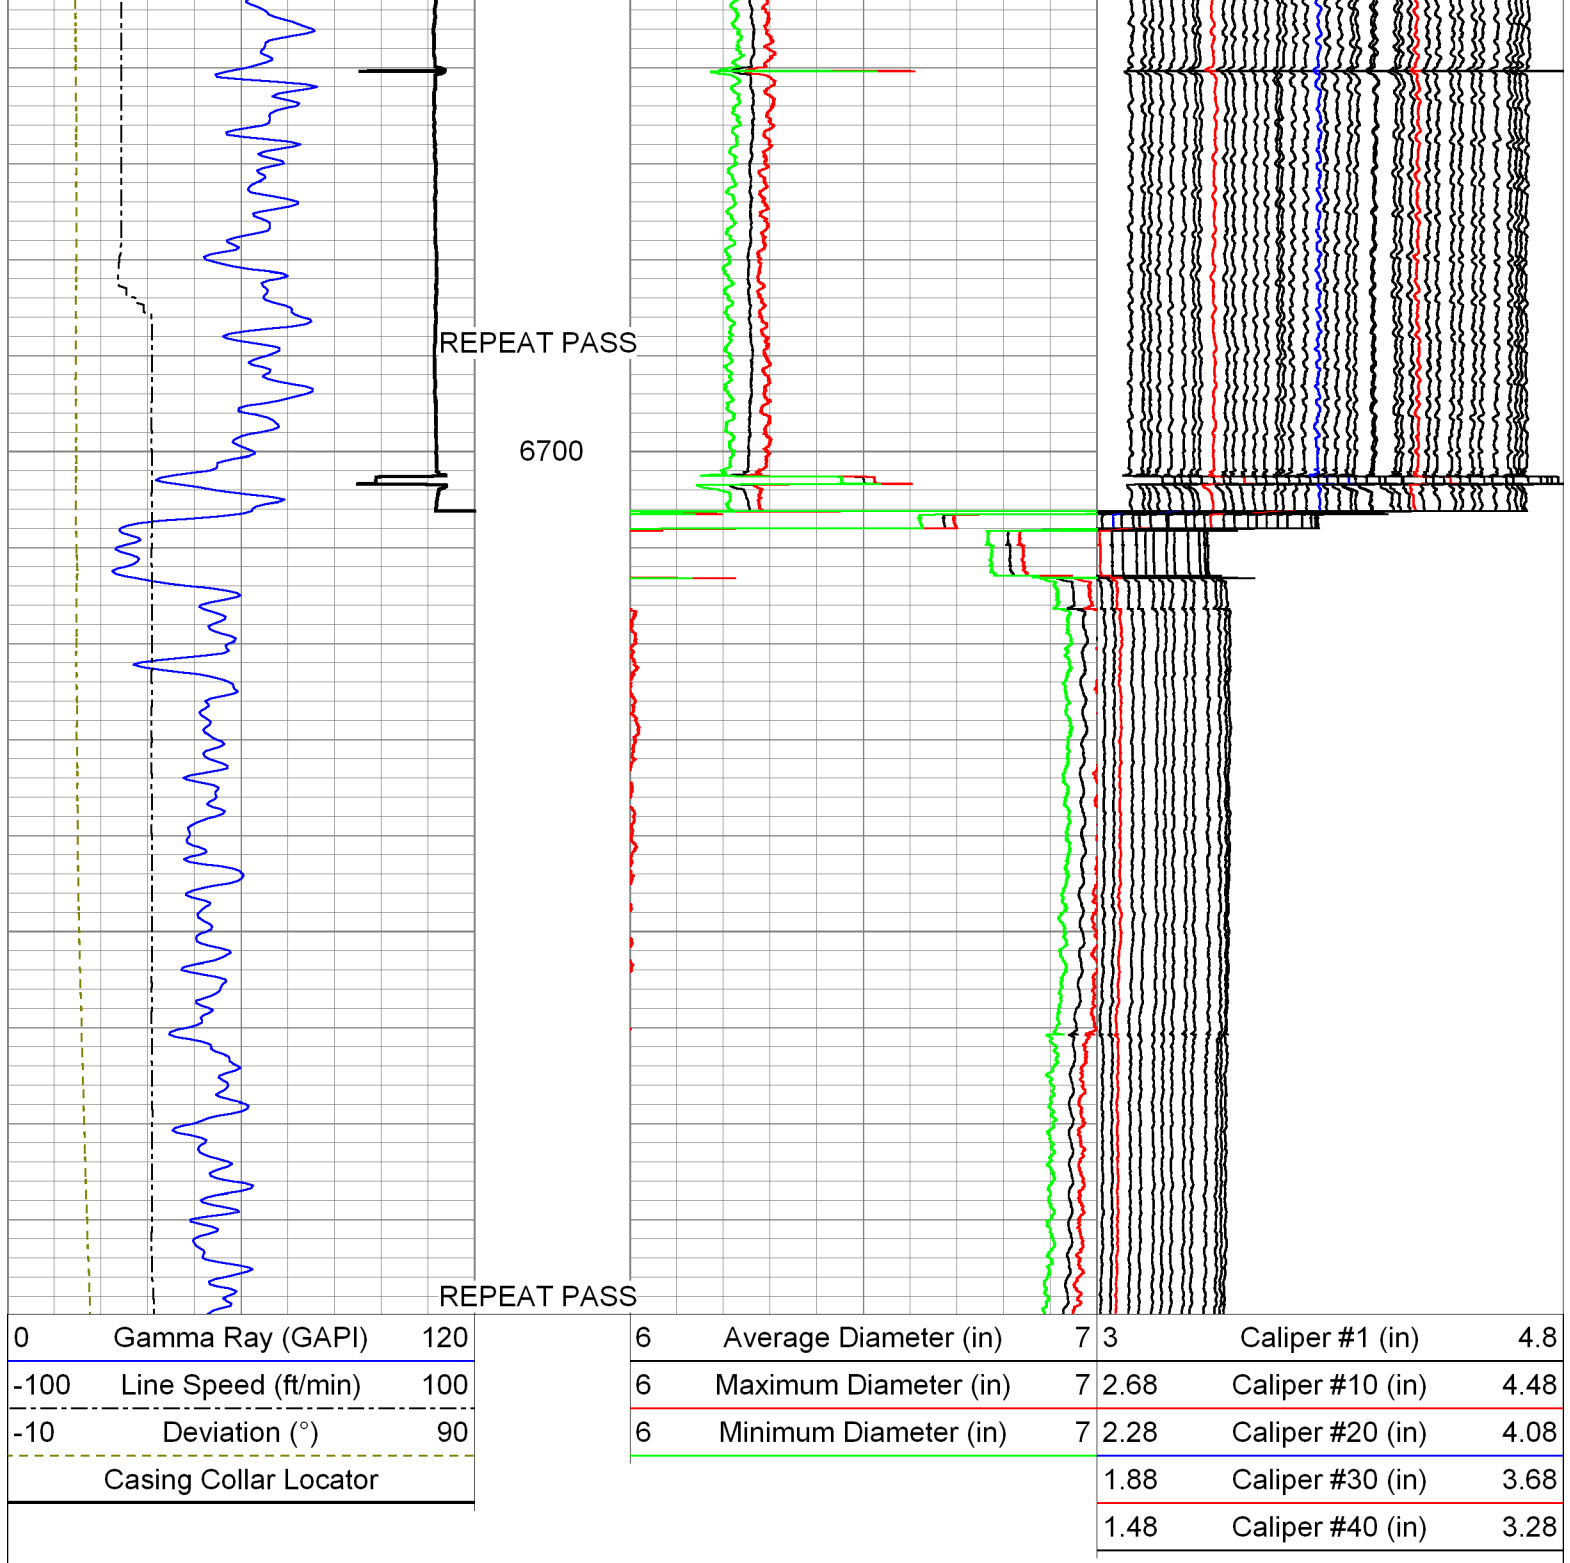 REPEAT PASS
6700
REPEAT PASS
0 Gamma Ray (GAPI) 120
-100 Line Speed (ft/min) 100
-10 Deviation (°) 90
Casing Collar Locator
6 Average Diameter (in) 7
6 Maximum Diameter (in) 7
6 Minimum Diameter (in) 7
3 Caliper #1 (in) 4.8
2.68 Caliper #10 (in) 4.48
2.28 Caliper #20 (in) 4.08
1.88 Caliper #30 (in) 3.68
1.48 Caliper #40 (in) 3.28